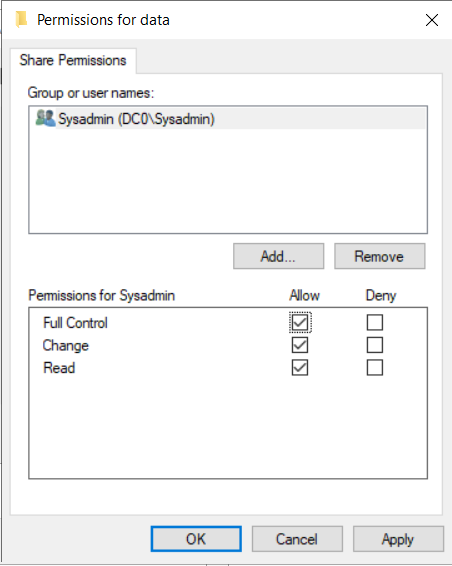 Permissions for data
Share Permissions
Group or user names:
Sysadmin (DC0\Sysadmin)
Add... Remove
Permissions for Sysadmin Allow Deny
Full Control
Change
Read
OK Cancel Apply